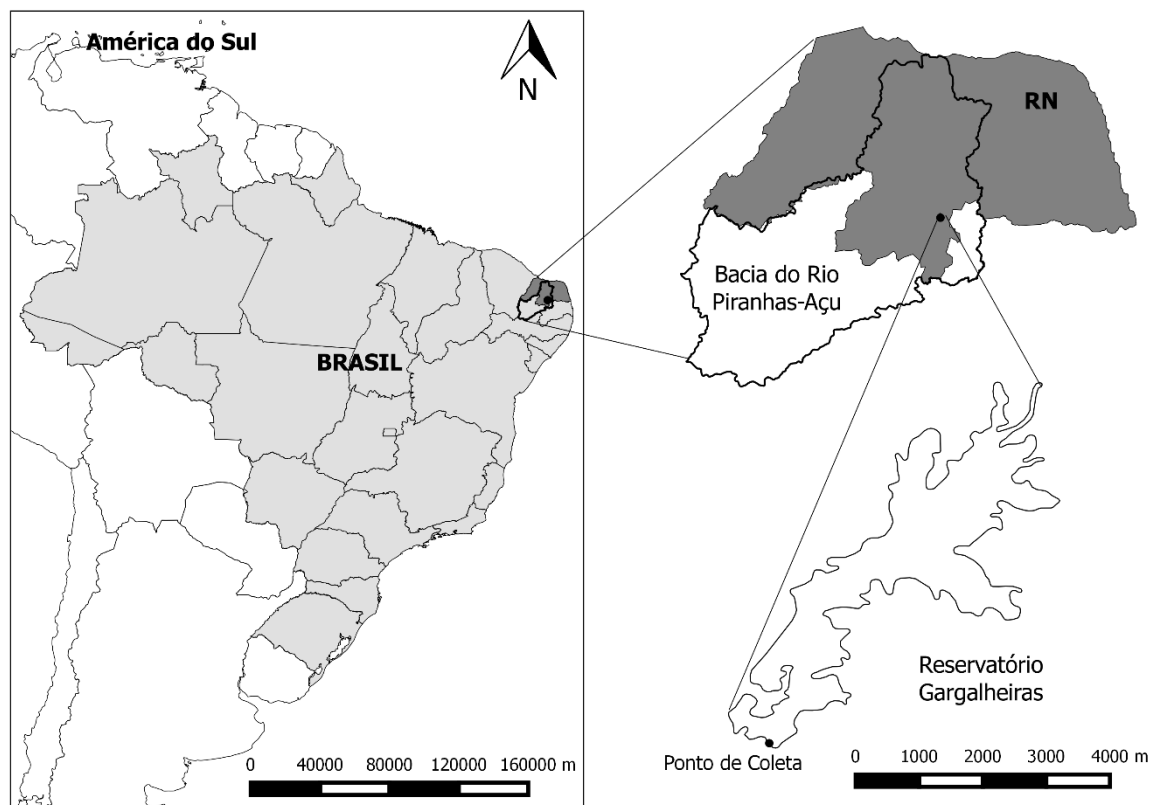 América do Sul
N
BRASIL
0 40000 80000 120000 160000 m
RN
Bacia do Rio
Piranhas-Açu
Reservatório
Gargalheiras
Ponto de Coleta
0 1000 2000 3000 4000 m